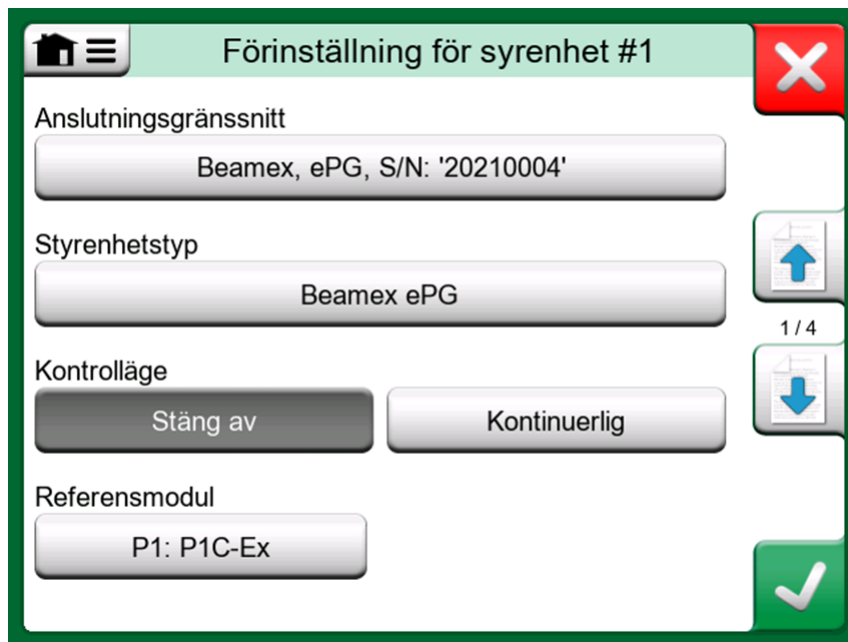 Förinställning för syrenhet #1
Anslutningsgränssnitt
Beamex, ePG, S/N: '20210004'
Styrenhetstyp
Beamex ePG
1 / 4
Kontrolläge
Stäng av
Kontinuerlig
Referensmodul
P1: P1C-Ex